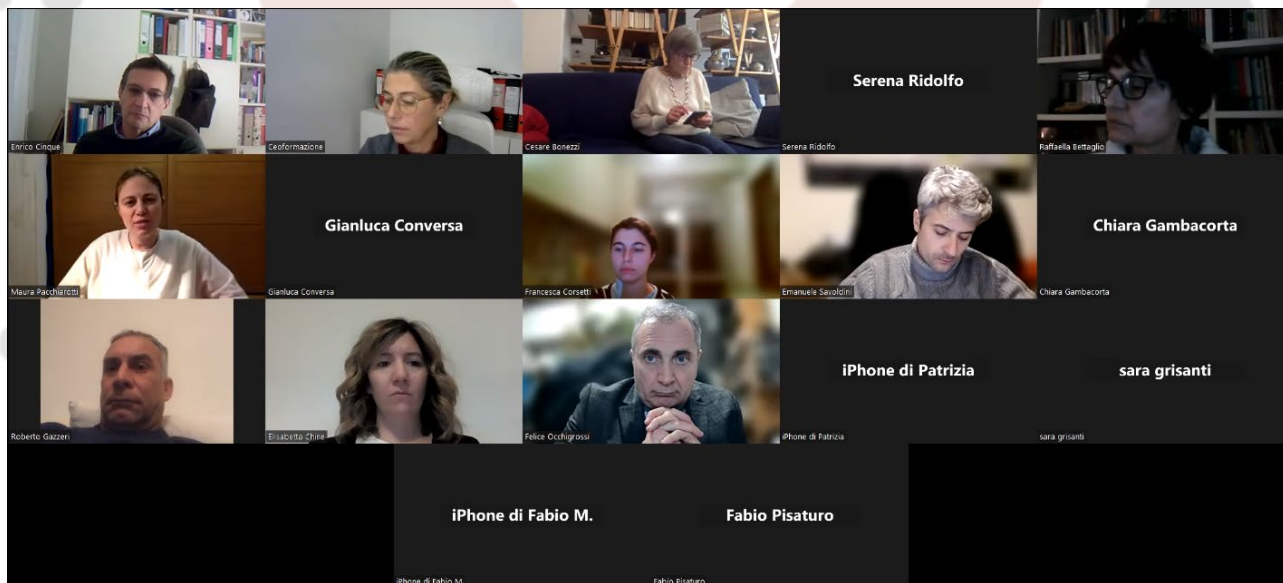 Enrico Cinque
Ceoformazione
Cesare Bonezzi
Serena Ridolfo
Serena Ridolfo
Raffaella Bettaglio
Maura Pacchiarotti
Gianluca Conversa
Gianluca Conversa
Francesca Corsetti
Emanuele Savoldini
Chiara Gambacorta
Chiara Gambacorta
Roberto Gazzeri
Elisabetta Chine
Felice Occhigrossi
iPhone di Patrizia
iPhone di Patrizia
sara grisanti
sara grisanti
iPhone di Fabio M.
iPhone di Fabio M.
Fabio Pisaturo
Fabio Pisaturo